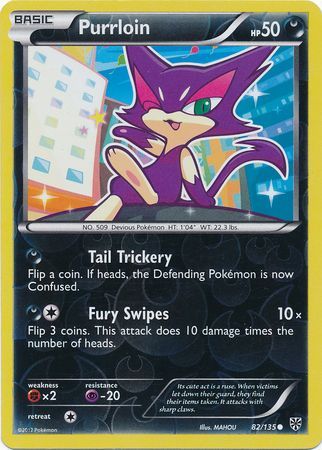 BASIC
Purrloin HP 50
NO. 509 Devious Pokémon HT: 1'04" WT: 22.3 lbs.
Tail Trickery
Flip a coin. If heads, the Defending Pokémon is now
Confused.
Fury Swipes 10×
Flip 3 coins. This attack does 10 damage times the
number of heads.
weakness resistance
×2 -20
retreat
Its cute act is a ruse. When victims
let down their guard, they find
their items taken. It attacks with
sharp claws.
©2012 Pokémon
Illus. MAHOU 82/135